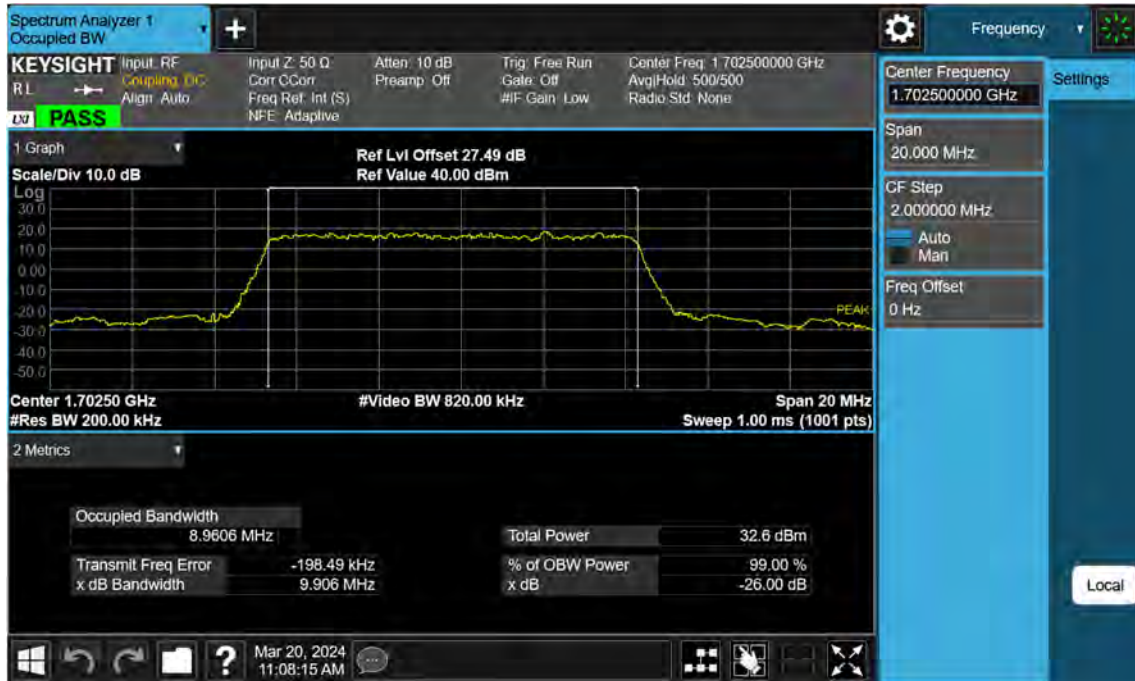 Spectrum Analyzer 1
Occupied BW
+
Frequency
KEYSIGHT Input: RF Input Z: 50 Ω Atten: 10 dB Trig: Free Run Center Freq: 1.702500000 GHz
RL Coupling: DC Corr CCorr Preamp: Off Gate: Off Avg|Hold: 500/500
Align: Auto Freq Ref: Int (S) #IF Gain: Low Radio Std: None
LXI PASS NFE: Adaptive
Center Frequency
1.702500000 GHz
Settings
Span
20.000 MHz
CF Step
2.000000 MHz
Auto
Man
Freq Offset
0 Hz
1 Graph
Ref Lvl Offset 27.49 dB
Scale/Div 10.0 dB Ref Value 40.00 dBm
Log
30.0
20.0
10.0
0.00
-10.0
-20.0
-30.0
-40.0
-50.0
PEAK
Center 1.70250 GHz #Video BW 820.00 kHz Span 20 MHz
#Res BW 200.00 kHz Sweep 1.00 ms (1001 pts)
2 Metrics
Occupied Bandwidth
8.9606 MHz
Total Power 32.6 dBm
Transmit Freq Error -198.49 kHz % of OBW Power 99.00 %
x dB Bandwidth 9.906 MHz x dB -26.00 dB
Local
? Mar 20, 2024
11:08:15 AM